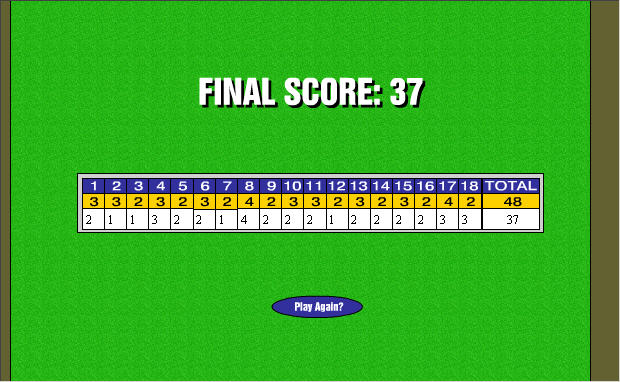 FINAL SCORE: 37
1 2 3 4 5 6 7 8 9 10 11 12 13 14 15 16 17 18 TOTAL
3 3 2 3 2 3 2 4 2 3 3 2 3 2 3 2 4 2 48
2 1 1 3 2 2 1 4 2 2 2 1 2 2 2 2 3 3 37
Play Again?